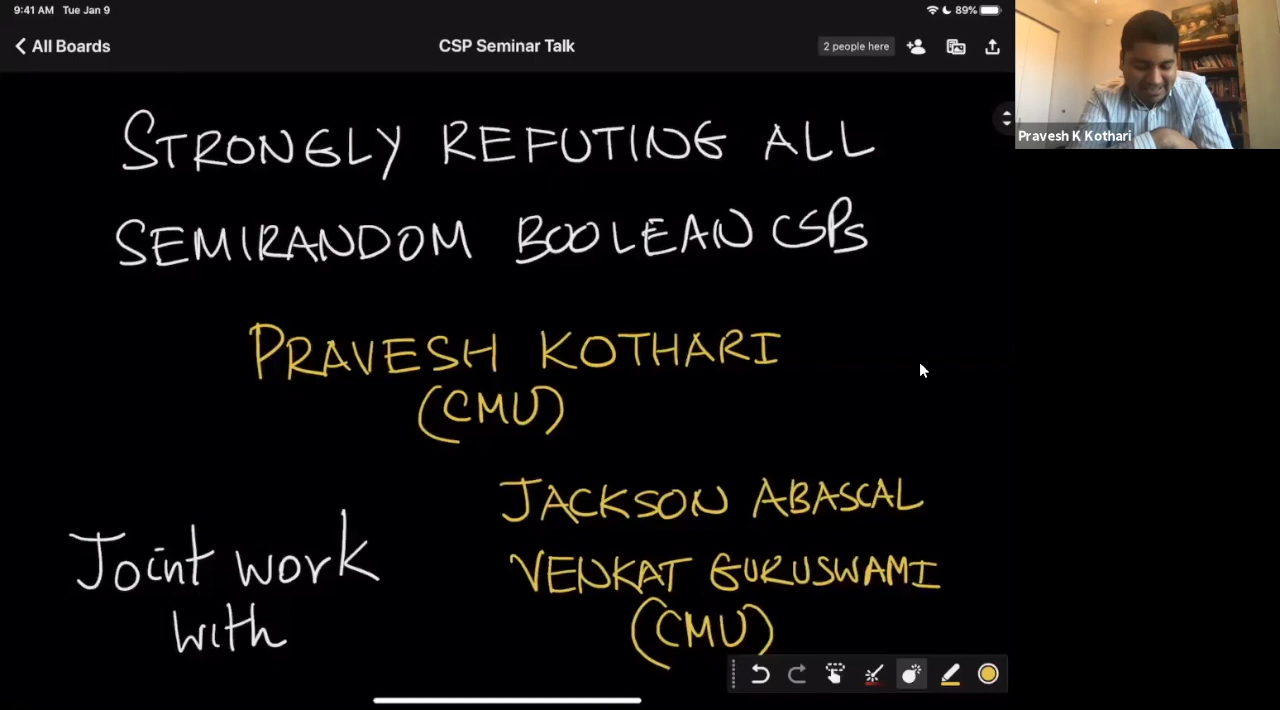 9:41 AM Tue Jan 9
89%
All Boards
CSP Seminar Talk
2 people here
Pravesh K Kothari
STRONGLY REFUTING ALL
SEMIRANDOM BOOLEAN CSPs
PRAVESH KOTHARI
(CMU)
Joint work
with
JACKSON ABASCAL
VENKAT GURUSWAMI
(CMU)